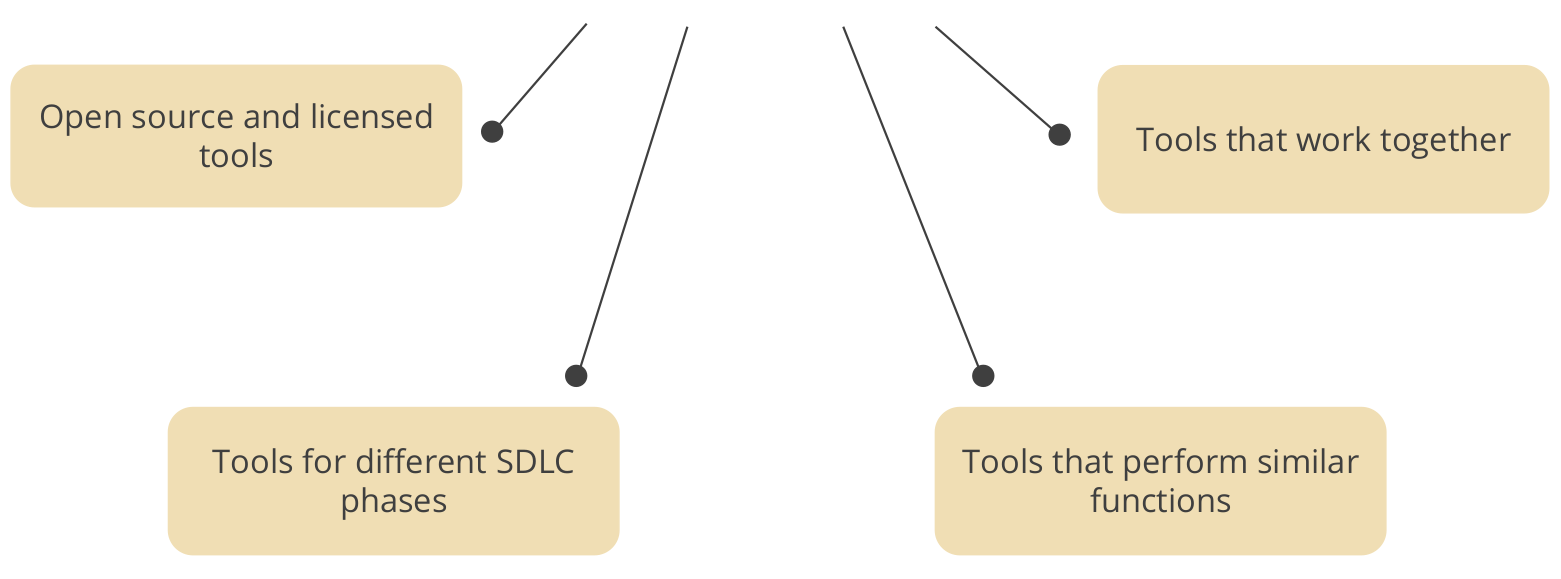 Open source and licensed
tools
Tools that work together
Tools for different SDLC
phases
Tools that perform similar
functions